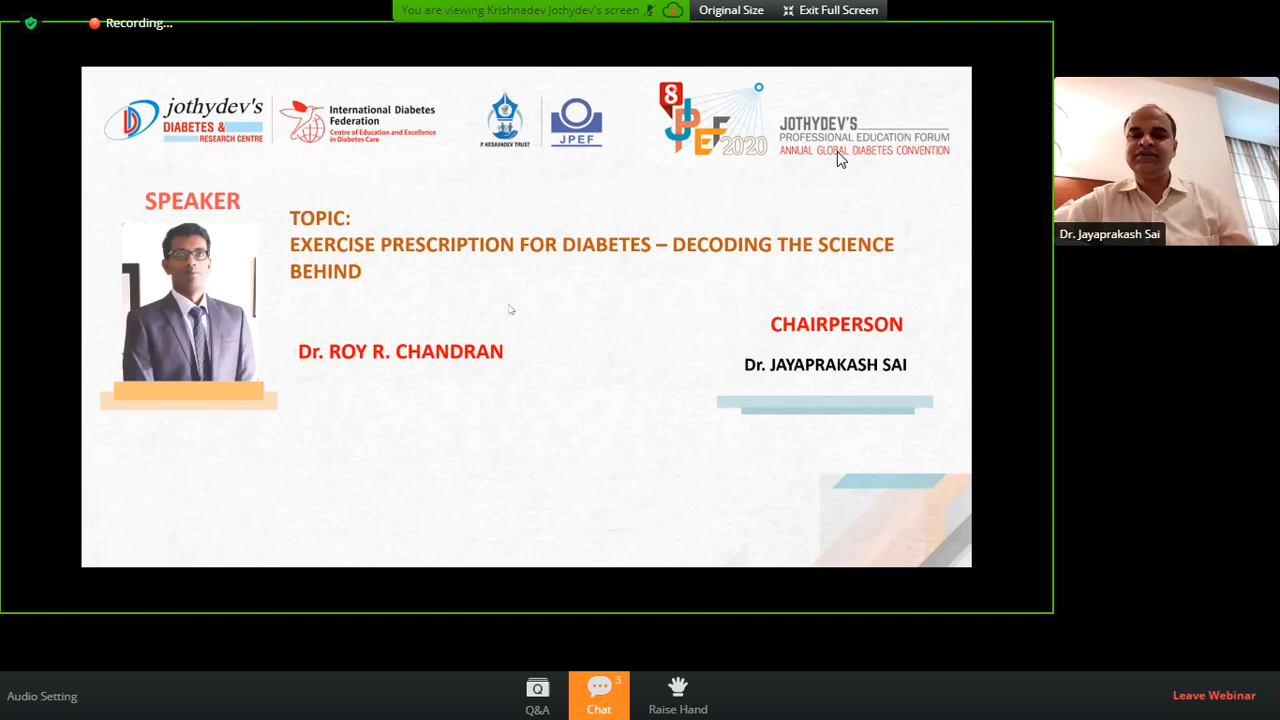 You are viewing Krishnadev Jothydev's screen
Original Size
Exit Full Screen
Recording...
jothydev's
DIABETES &
RESEARCH CENTRE
International Diabetes
Federation
Centre of Education and Excellence
in Diabetes Care
P. KESAVADEV TRUST
JPEF
8
JPEF
2020
JOTHYDEV'S
PROFESSIONAL EDUCATION FORUM
ANNUAL GLOBAL DIABETES CONVENTION
SPEAKER
TOPIC:
EXERCISE PRESCRIPTION FOR DIABETES – DECODING THE SCIENCE
BEHIND
Dr. ROY R. CHANDRAN
CHAIRPERSON
Dr. JAYAPRAKASH SAI
Dr. Jayaprakash Sai
Audio Setting
Q
Q&A
3
Chat
Raise Hand
Leave Webinar